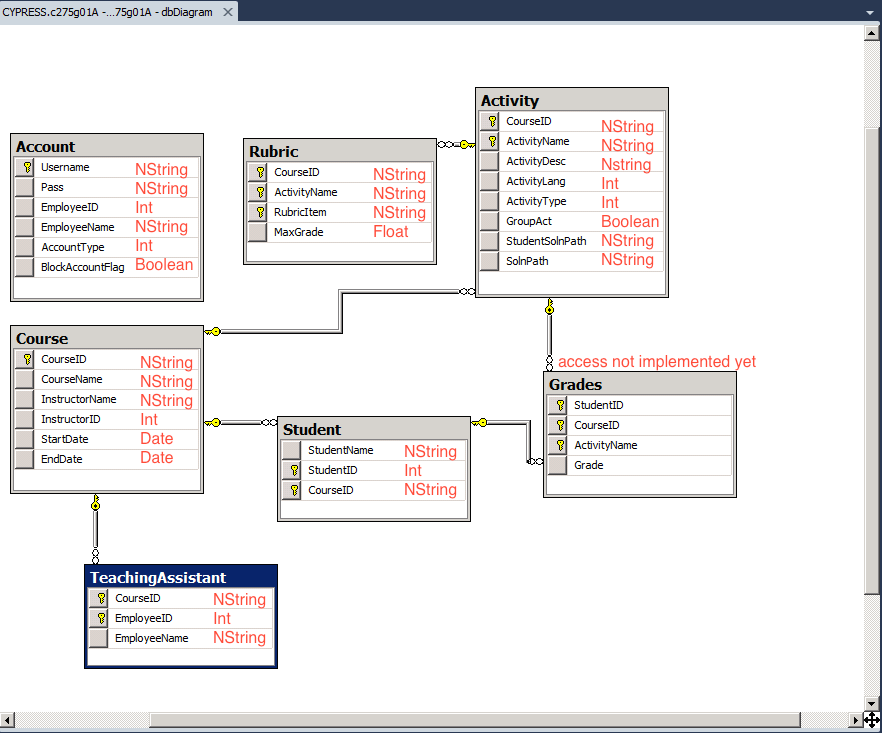 CYPRESS.c275g01A -...75g01A - dbDiagram
Account
Username NString
Pass NString
EmployeeID Int
EmployeeName NString
AccountType Int
BlockAccountFlag Boolean
Rubric
CourseID NString
ActivityName NString
RubricItem NString
MaxGrade Float
Activity
CourseID NString
ActivityName NString
ActivityDesc Nstring
ActivityLang Int
ActivityType Int
GroupAct Boolean
StudentSolnPath NString
SolnPath NString
Course
CourseID NString
CourseName NString
InstructorName NString
InstructorID Int
StartDate Date
EndDate Date
Student
StudentName NString
StudentID Int
CourseID NString
access not implemented yet
Grades
StudentID
CourseID
ActivityName
Grade
TeachingAssistant
CourseID NString
EmployeeID Int
EmployeeName NString